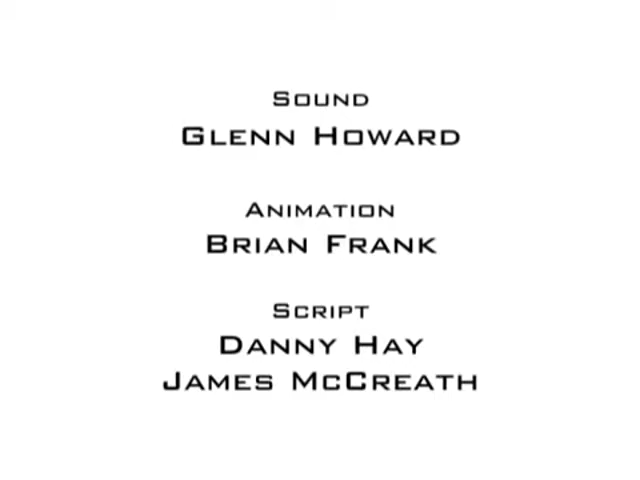 Sound
Glenn Howard
Animation
Brian Frank
Script
Danny Hay
James McCreath